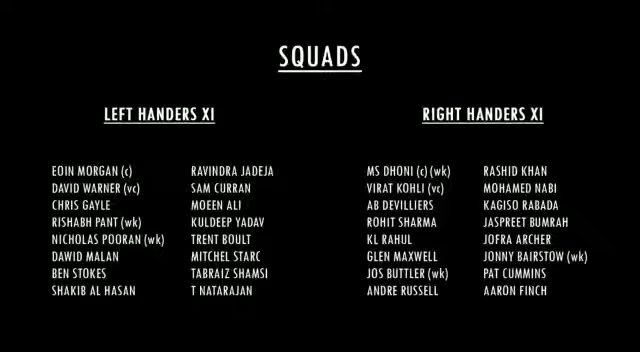 SQUADS
LEFT HANDERS XI
EOIN MORGAN (c)
DAVID WARNER (vc)
CHRIS GAYLE
RISHABH PANT (wk)
NICHOLAS POORAN (wk)
DAWID MALAN
BEN STOKES
SHAKIB AL HASAN
RAVINDRA JADEJA
SAM CURRAN
MOEEN ALI
KULDEEP YADAV
TRENT BOULT
MITCHEL STARC
TABRAIZ SHAMSI
T NATARAJAN
RIGHT HANDERS XI
MS DHONI (c) (wk)
VIRAT KOHLI (vc)
AB DEVILLIERS
ROHIT SHARMA
KL RAHUL
GLEN MAXWELL
JOS BUTTLER (wk)
ANDRE RUSSELL
RASHID KHAN
MOHAMED NABI
KAGISO RABADA
JASPREET BUMRAH
JOFRA ARCHER
JONNY BAIRSTOW (wk)
PAT CUMMINS
AARON FINCH